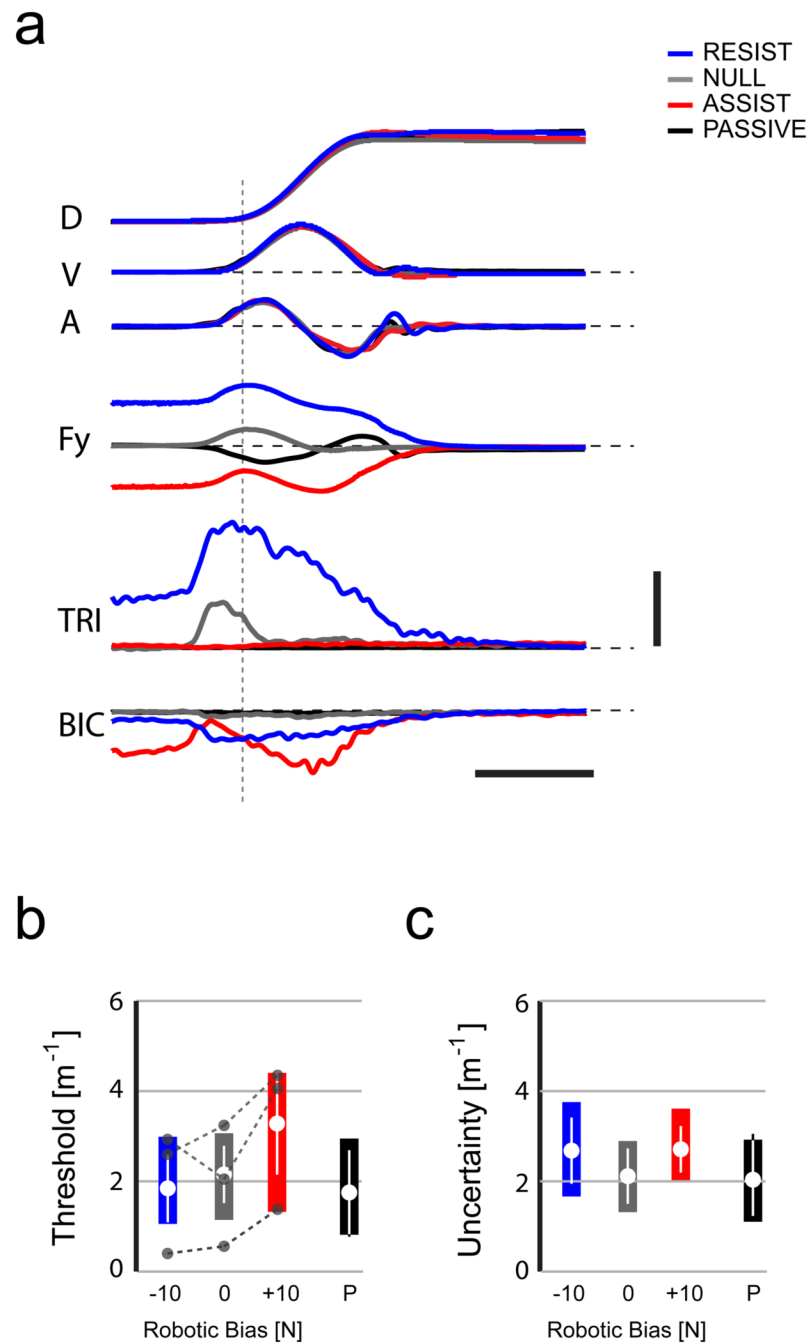 a
RESIST
NULL
ASSIST
PASSIVE
D
V
A
Fy
TRI
BIC
b
Threshold [m⁻¹]
6
4
2
0
-10 0 +10 P
Robotic Bias [N]
c
Uncertainty [m⁻¹]
6
4
2
0
-10 0 +10 P
Robotic Bias [N]